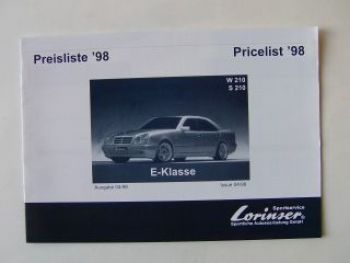 Preisliste '98
Pricelist '98
W 210
S 210
E-Klasse
Ausgabe 04/98
Issue 04/98
Sportservice
Lorinser®
Sportliche Autoausrüstung GmbH